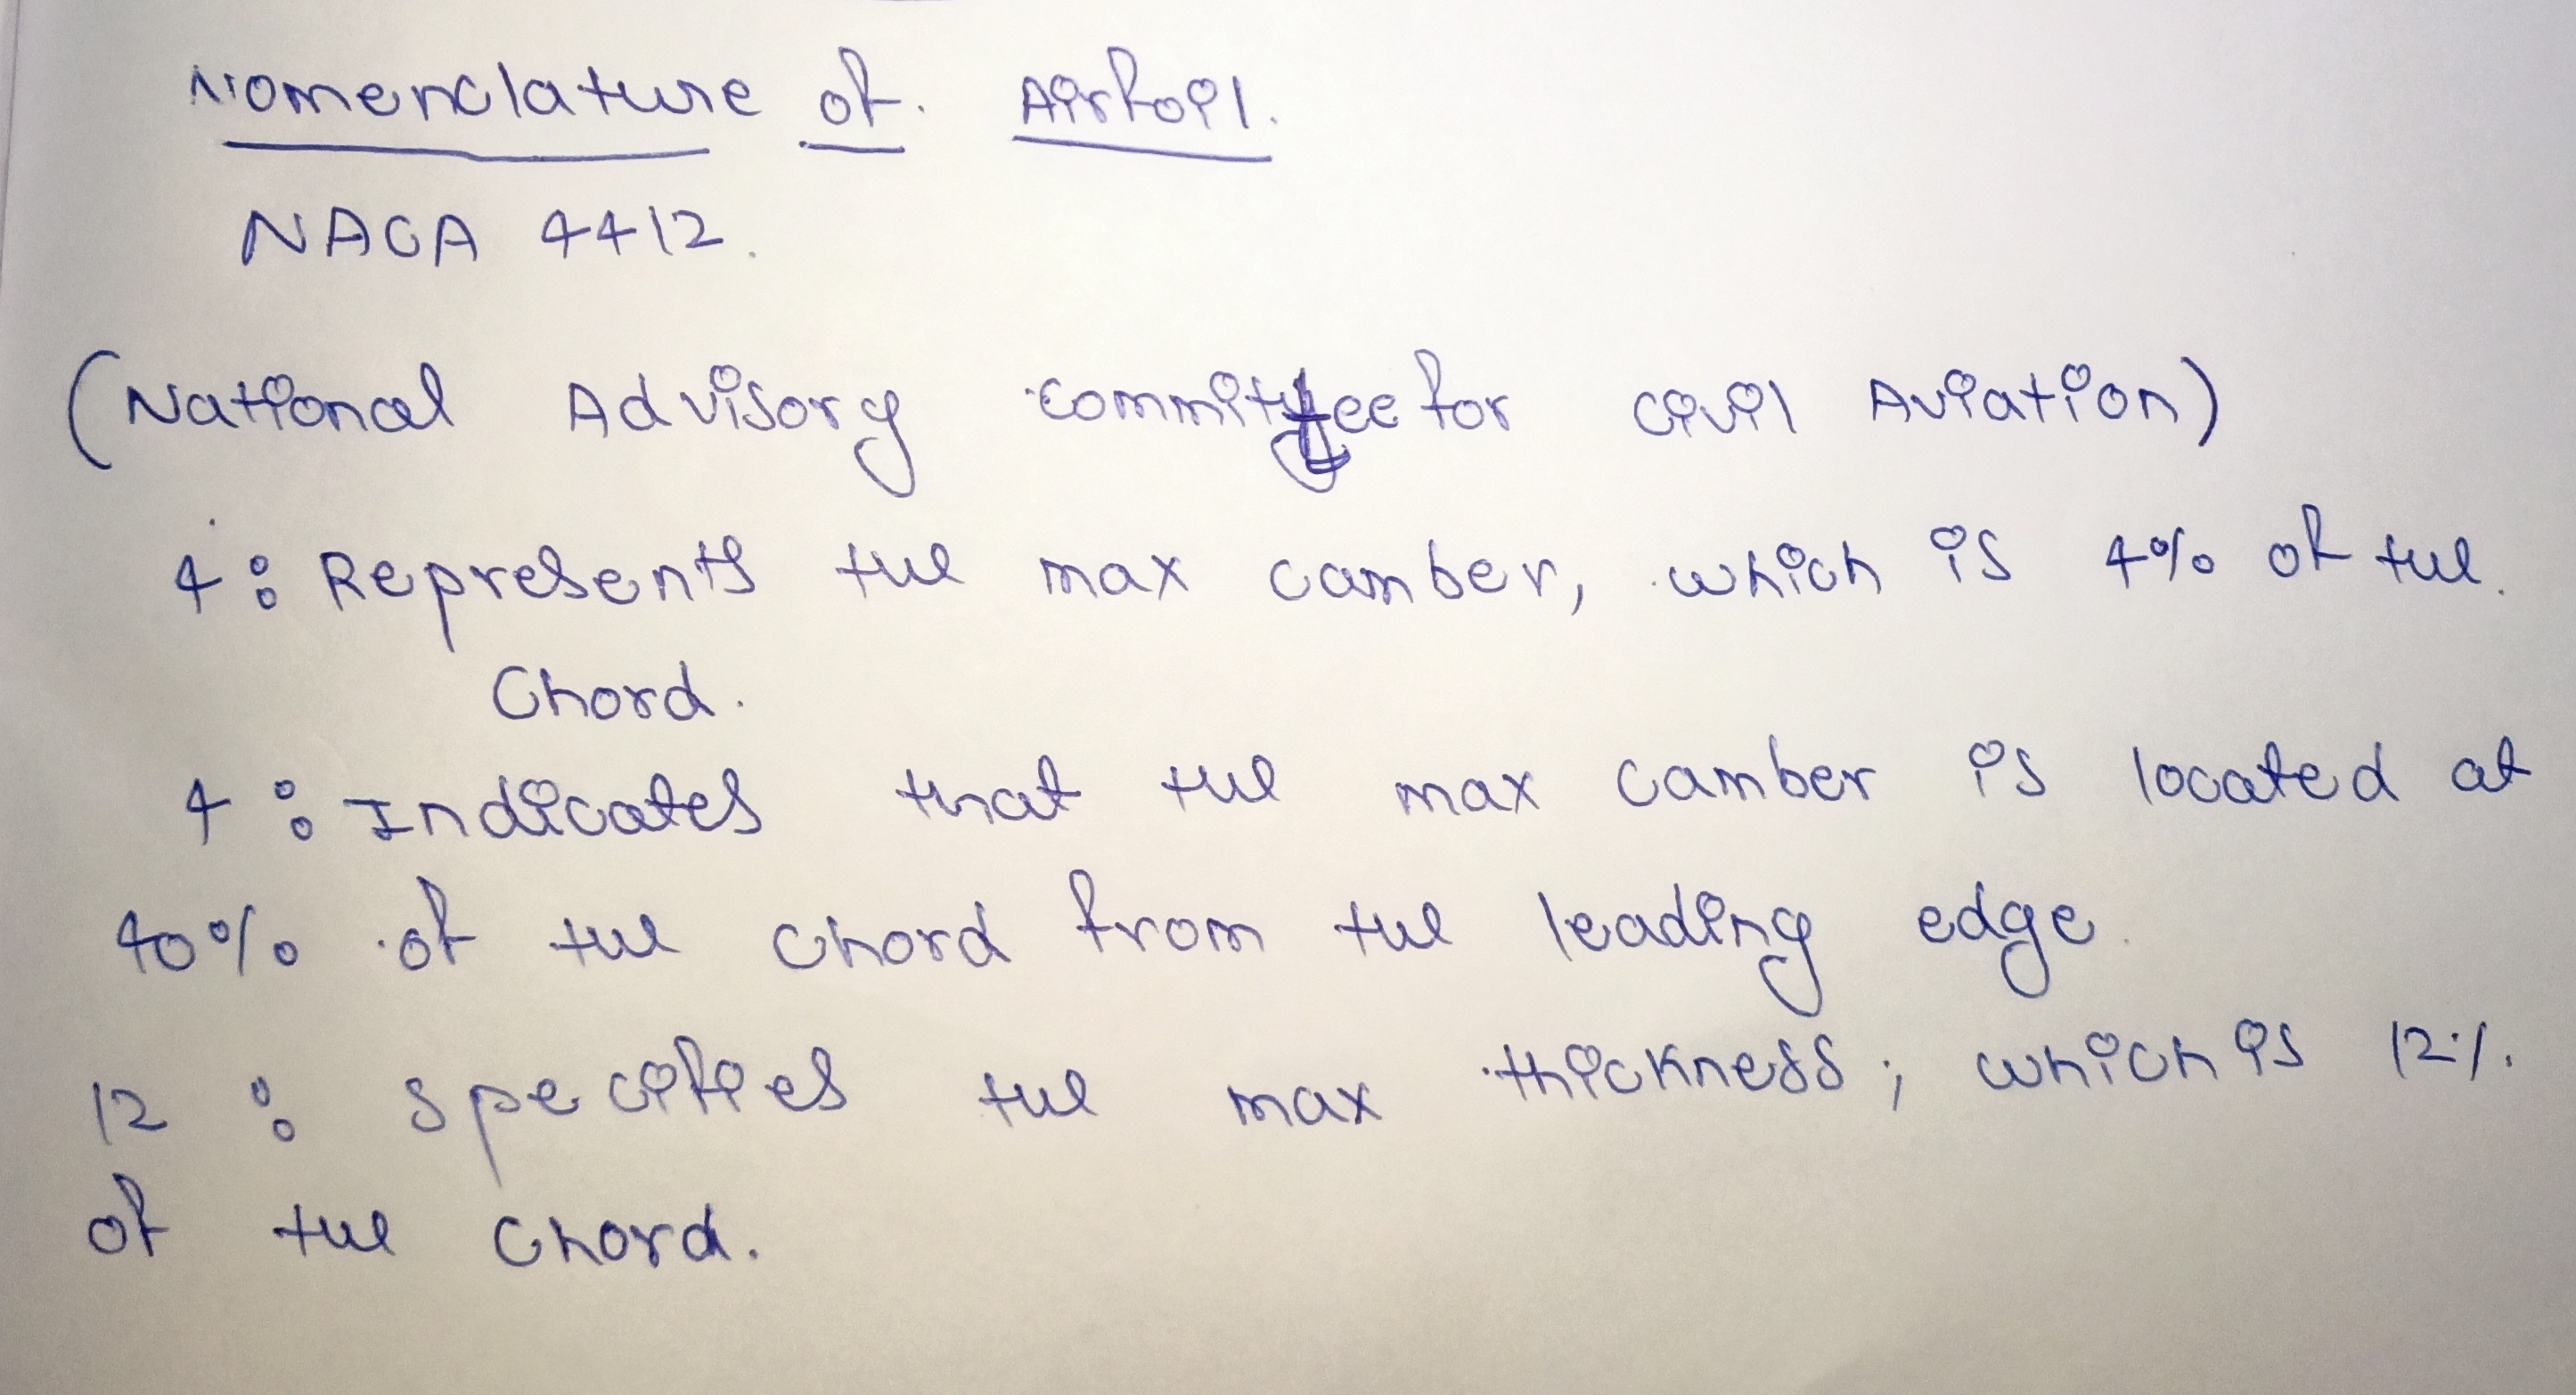 Nomenclature of Airfoil.
NACA 4412.
(National Advisory committee for civil Aviation)
4: Represents the max camber, which is 4% of the.
Chord.
4: Indicates that the max camber is located at
40% of the chord from the leading edge.
12: specifies the max thickness; which is 12%.
of the chord.